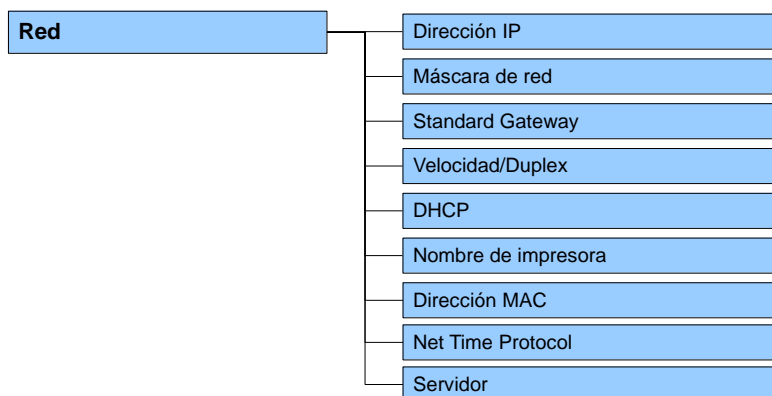 Red
Dirección IP
Máscara de red
Standard Gateway
Velocidad/Duplex
DHCP
Nombre de impresora
Dirección MAC
Net Time Protocol
Servidor